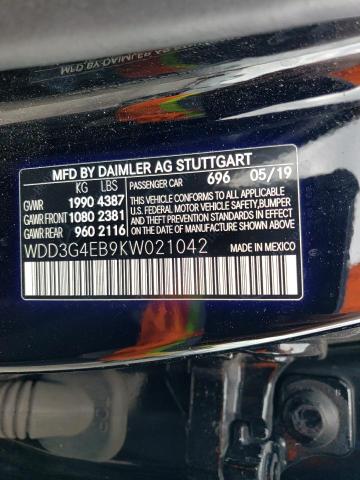 MFD BY DAIMLER AG STUTTGART
KG LBS PASSENGER CAR 696 05/19
GVWR 1990 4387
GAWR FRONT 1080 2381
GAWR REAR 960 2116
THIS VEHICLE CONFORMS TO ALL APPLICABLE
U.S. FEDERAL MOTOR VEHICLE SAFETY, BUMPER
AND THEFT PREVENTION STANDARDS IN EFFECT
ON THE DATE OF MANUFACTURE SHOWN ABOVE.
WDD3G4EB9KW021042 MADE IN MEXICO